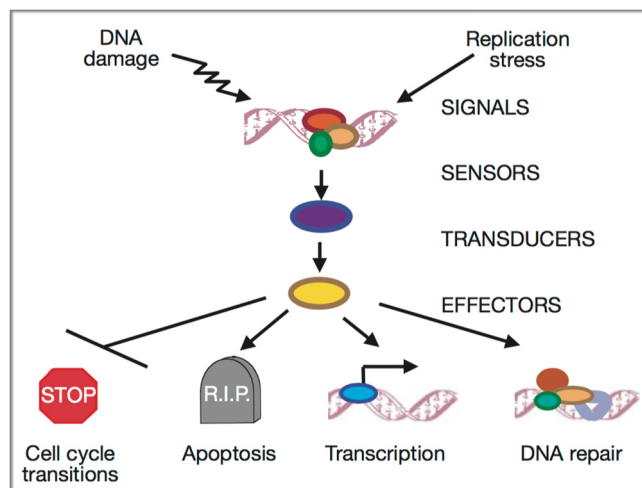 DNA
damage
Replication
stress
SIGNALS
SENSORS
TRANSDUCERS
EFFECTORS
STOP
R.I.P.
Cell cycle
transitions
Apoptosis
Transcription
DNA repair